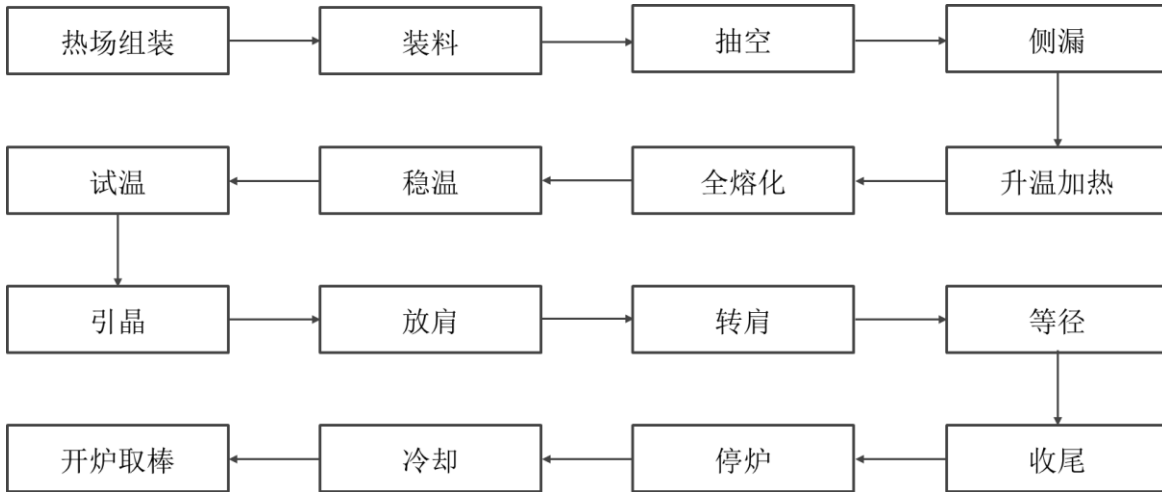 热场组装
装料
抽空
侧漏
升温加热
全熔化
稳温
试温
引晶
放肩
转肩
等径
收尾
停炉
冷却
开炉取棒